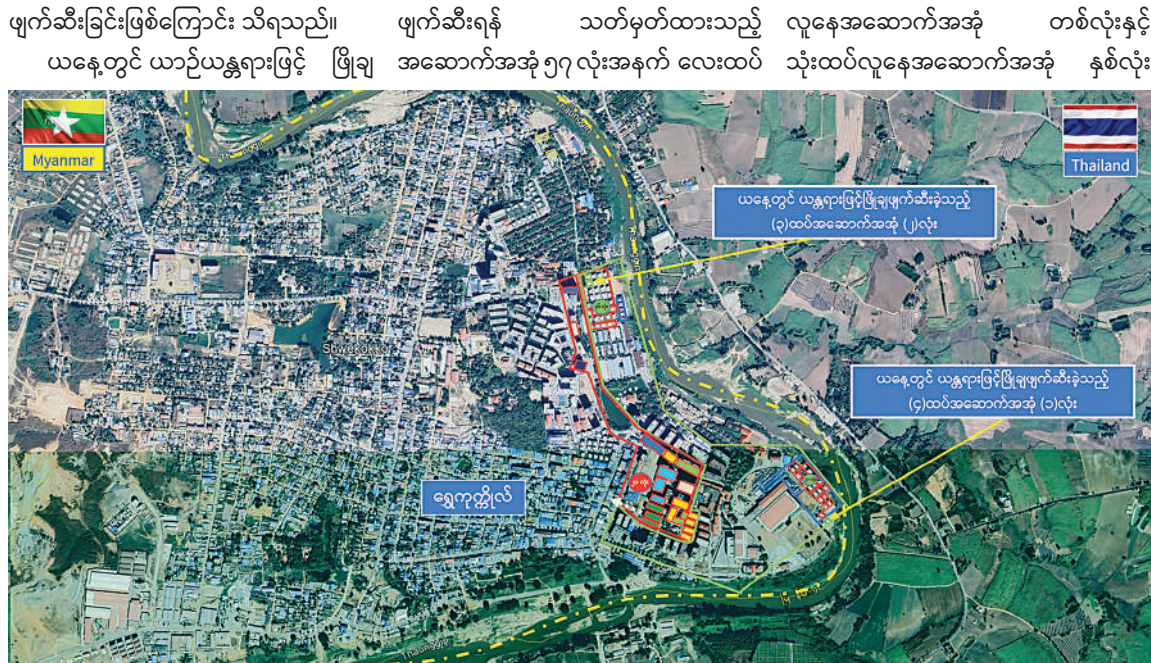 ဖျက်ဆီးခြင်းဖြစ်ကြောင်း သိရသည်။
ယနေ့တွင် ယာဉ်ယန္တရားဖြင့် ဖြိုချ
ဖျက်ဆီးရန် သတ်မှတ်ထားသည့်
အဆောက်အအုံ ၅၇ လုံးအနက် လေးထပ်
လူနေအဆောက်အအုံ တစ်လုံးနှင့်
သုံးထပ်လူနေအဆောက်အအုံ နှစ်လုံး
Myanmar
Thailand
ယနေ့တွင် ယန္တရားဖြင့်ဖြိုချဖျက်ဆီးခဲ့သည့်
(၃)ထပ်အဆောက်အအုံ (၂)လုံး
ယနေ့တွင် ယန္တရားဖြင့်ဖြိုချဖျက်ဆီးခဲ့သည့်
(၄)ထပ်အဆောက်အအုံ (၁)လုံး
Shwekokko
ရွှေကုက္ကိုလ်